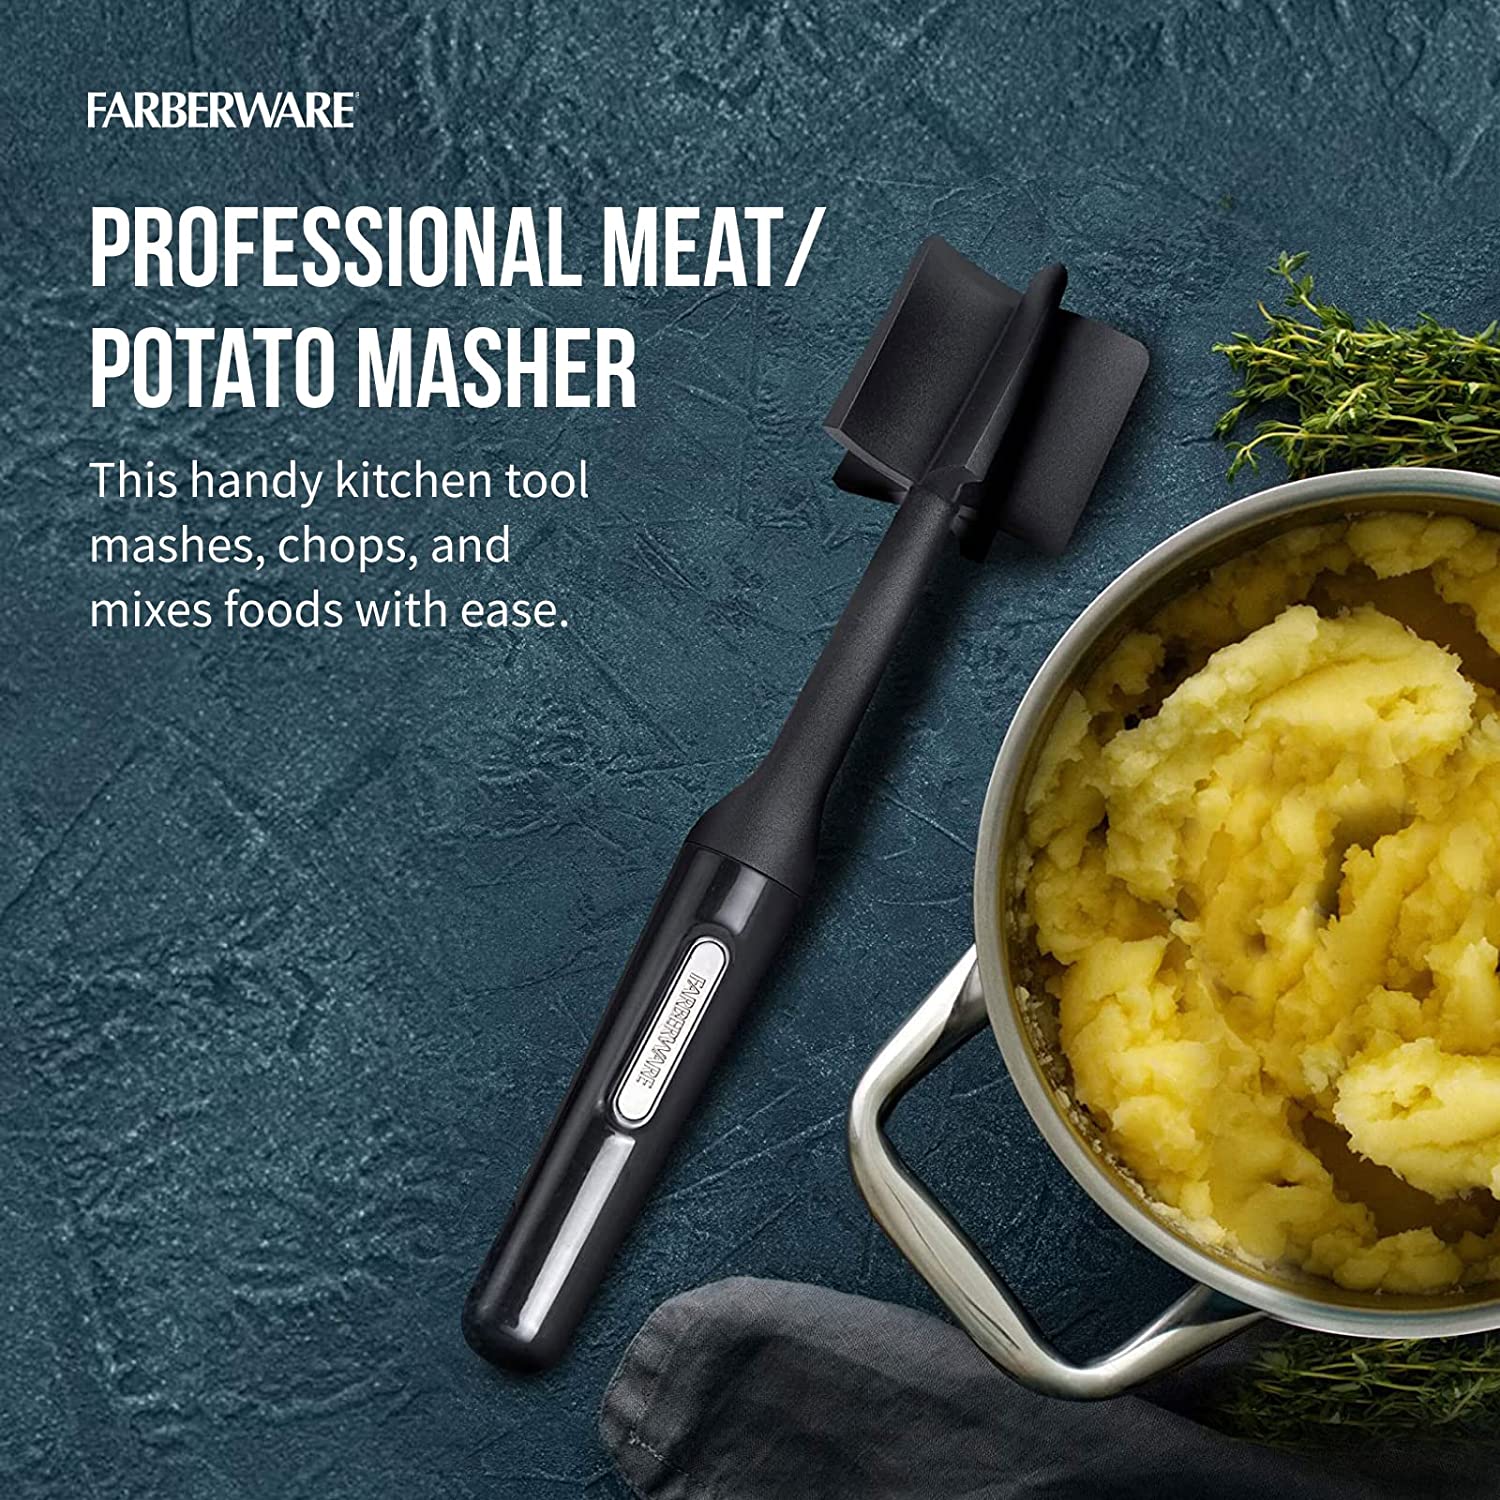 FARBERWARE®
PROFESSIONAL MEAT/
POTATO MASHER
This handy kitchen tool
mashes, chops, and
mixes foods with ease.
FARBERWARE